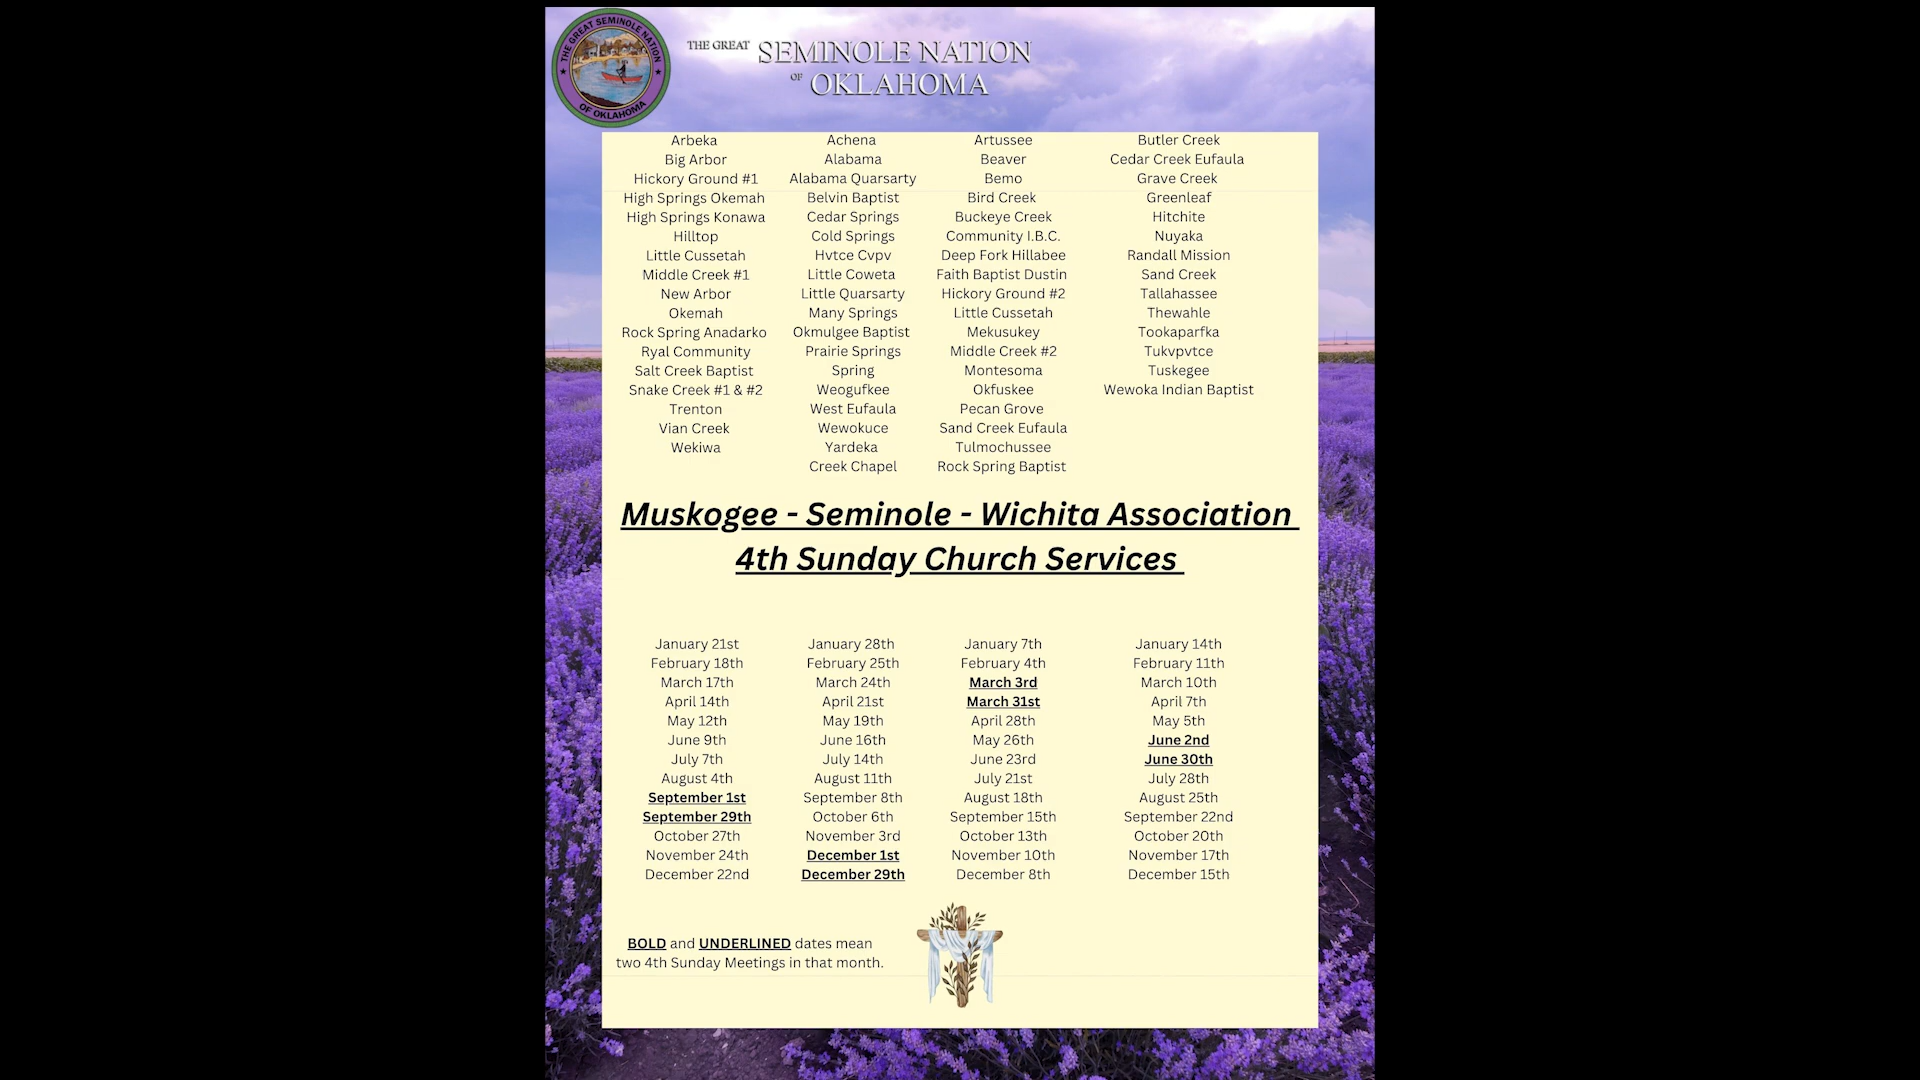 THE GREAT SEMINOLE NATION
OF OKLAHOMA
THE GREAT SEMINOLE NATION
OF OKLAHOMA
Arbeka Achena Artussee Butler Creek
Big Arbor Alabama Beaver Cedar Creek Eufaula
Hickory Ground #1 Alabama Quarsarty Bemo Grave Creek
High Springs Okemah Belvin Baptist Bird Creek Greenleaf
High Springs Konawa Cedar Springs Buckeye Creek Hitchite
Hilltop Cold Springs Community I.B.C. Nuyaka
Little Cussetah Hvtce Cvpv Deep Fork Hillabee Randall Mission
Middle Creek #1 Little Coweta Faith Baptist Dustin Sand Creek
New Arbor Little Quarsarty Hickory Ground #2 Tallahassee
Okemah Many Springs Little Cussetah Thewahle
Rock Spring Anadarko Okmulgee Baptist Mekusukey Tookaparfka
Ryal Community Prairie Springs Middle Creek #2 Tukvpvtce
Salt Creek Baptist Spring Montesoma Tuskegee
Snake Creek #1 & #2 Weogufkee Okfuskee Wewoka Indian Baptist
Trenton West Eufaula Pecan Grove
Vian Creek Wewokuce Sand Creek Eufaula
Wekiwa Yardeka Tulmochussee
Creek Chapel Rock Spring Baptist
Muskogee - Seminole - Wichita Association
4th Sunday Church Services
January 21st January 28th January 7th January 14th
February 18th February 25th February 4th February 11th
March 17th March 24th March 3rd March 10th
April 14th April 21st March 31st April 7th
May 12th May 19th April 28th May 5th
June 9th June 16th May 26th June 2nd
July 7th July 14th June 23rd June 30th
August 4th August 11th July 21st July 28th
September 1st September 8th August 18th August 25th
September 29th October 6th September 15th September 22nd
October 27th November 3rd October 13th October 20th
November 24th December 1st November 10th November 17th
December 22nd December 29th December 8th December 15th
BOLD and UNDERLINED dates mean
two 4th Sunday Meetings in that month.